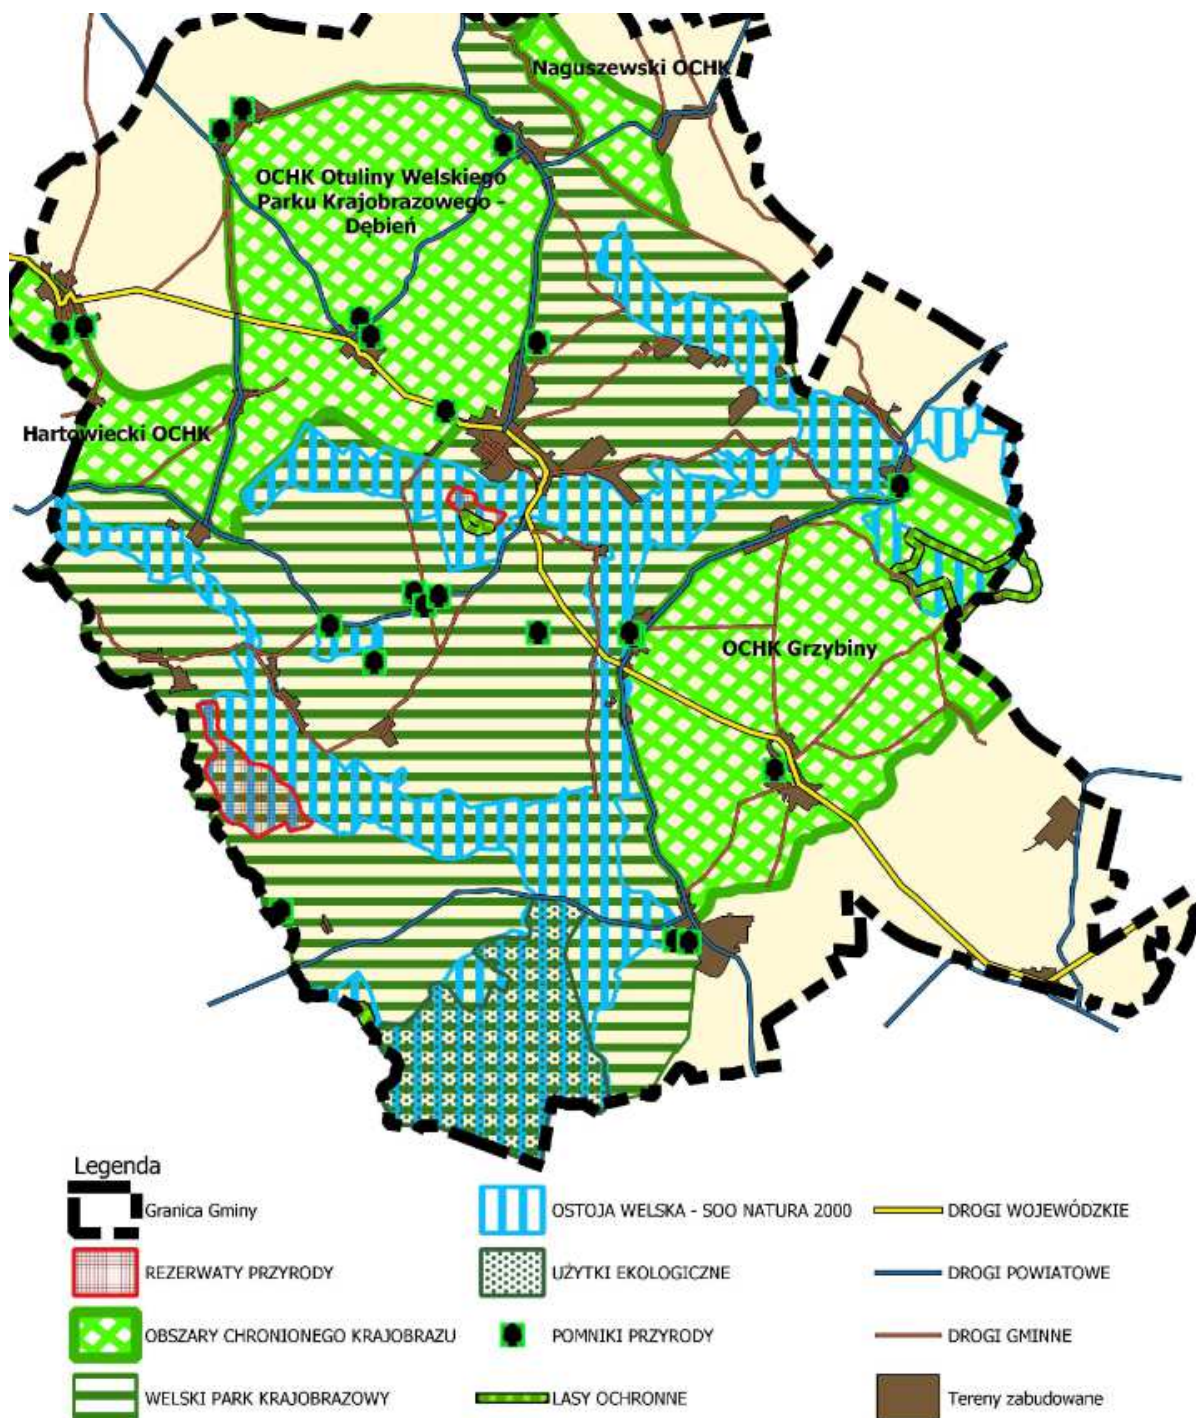 Naguszewski OCHK
OCHK Otuliny Welskiego
Parku Krajobrazowego -
Dębień
Hartowiecki OCHK
OCHK Grzybiny
Legenda
Granica Gminy
REZERWATY PRZYRODY
OBSZARY CHRONIONEGO KRAJOBRAZU
WELSKI PARK KRAJOBRAZOWY
OSTOJA WELSKA - SOO NATURA 2000
UŻYTKI EKOLOGICZNE
POMNIKI PRZYRODY
LASY OCHRONNE
DROGI WOJEWÓDZKIE
DROGI POWIATOWE
DROGI GMINNE
Tereny zabudowane